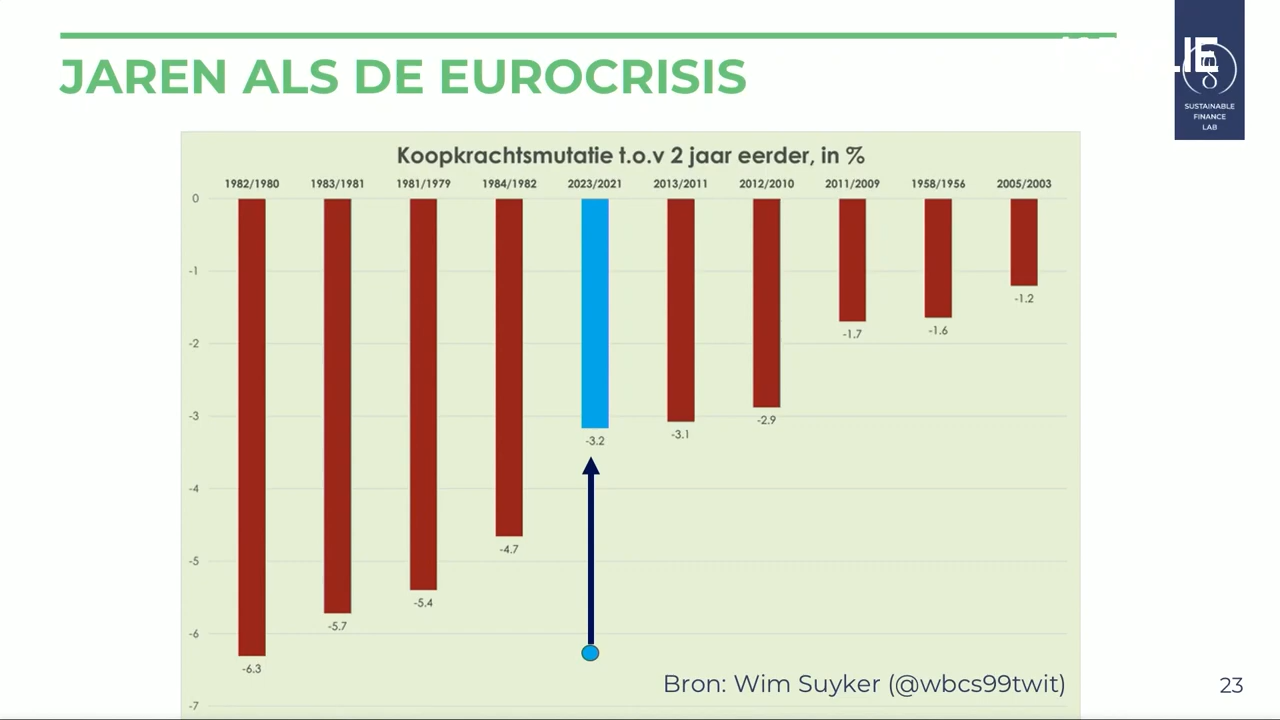 JAREN ALS DE EUROCRISIS
SUSTAINABLE
FINANCE
LAB
Koopkrachtsmutatie t.o.v 2 jaar eerder, in %
1982/1980 1983/1981 1981/1979 1984/1982 2023/2021 2013/2011 2012/2010 2011/2009 1958/1956 2005/2003
0
-1
-1.2
-1.6
-1.7
-2
-2.9
-3
-3.1
-3.2
-4
-4.7
-5
-5.4
-5.7
-6
-6.3
-7
Bron: Wim Suyker (@wbcs99twit)
23